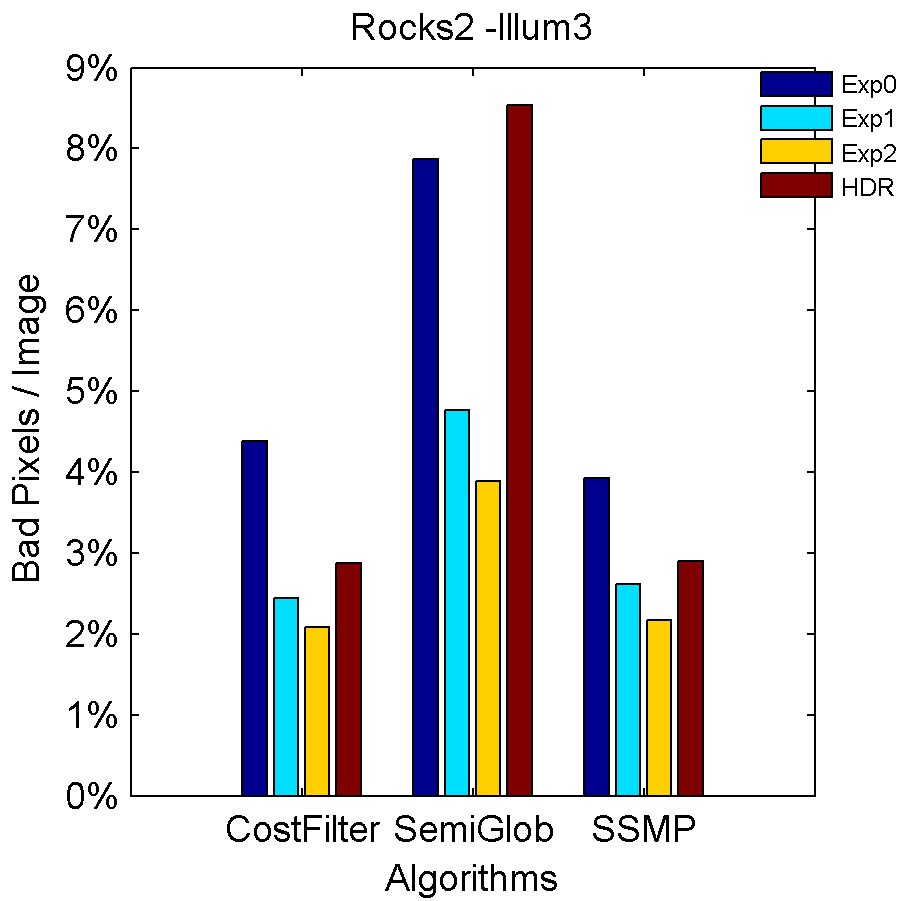 Rocks2 -Illum3
9%
8%
7%
6%
5%
4%
3%
2%
1%
0%
Bad Pixels / Image
Exp0
Exp1
Exp2
HDR
CostFilter SemiGlob SSMP
Algorithms